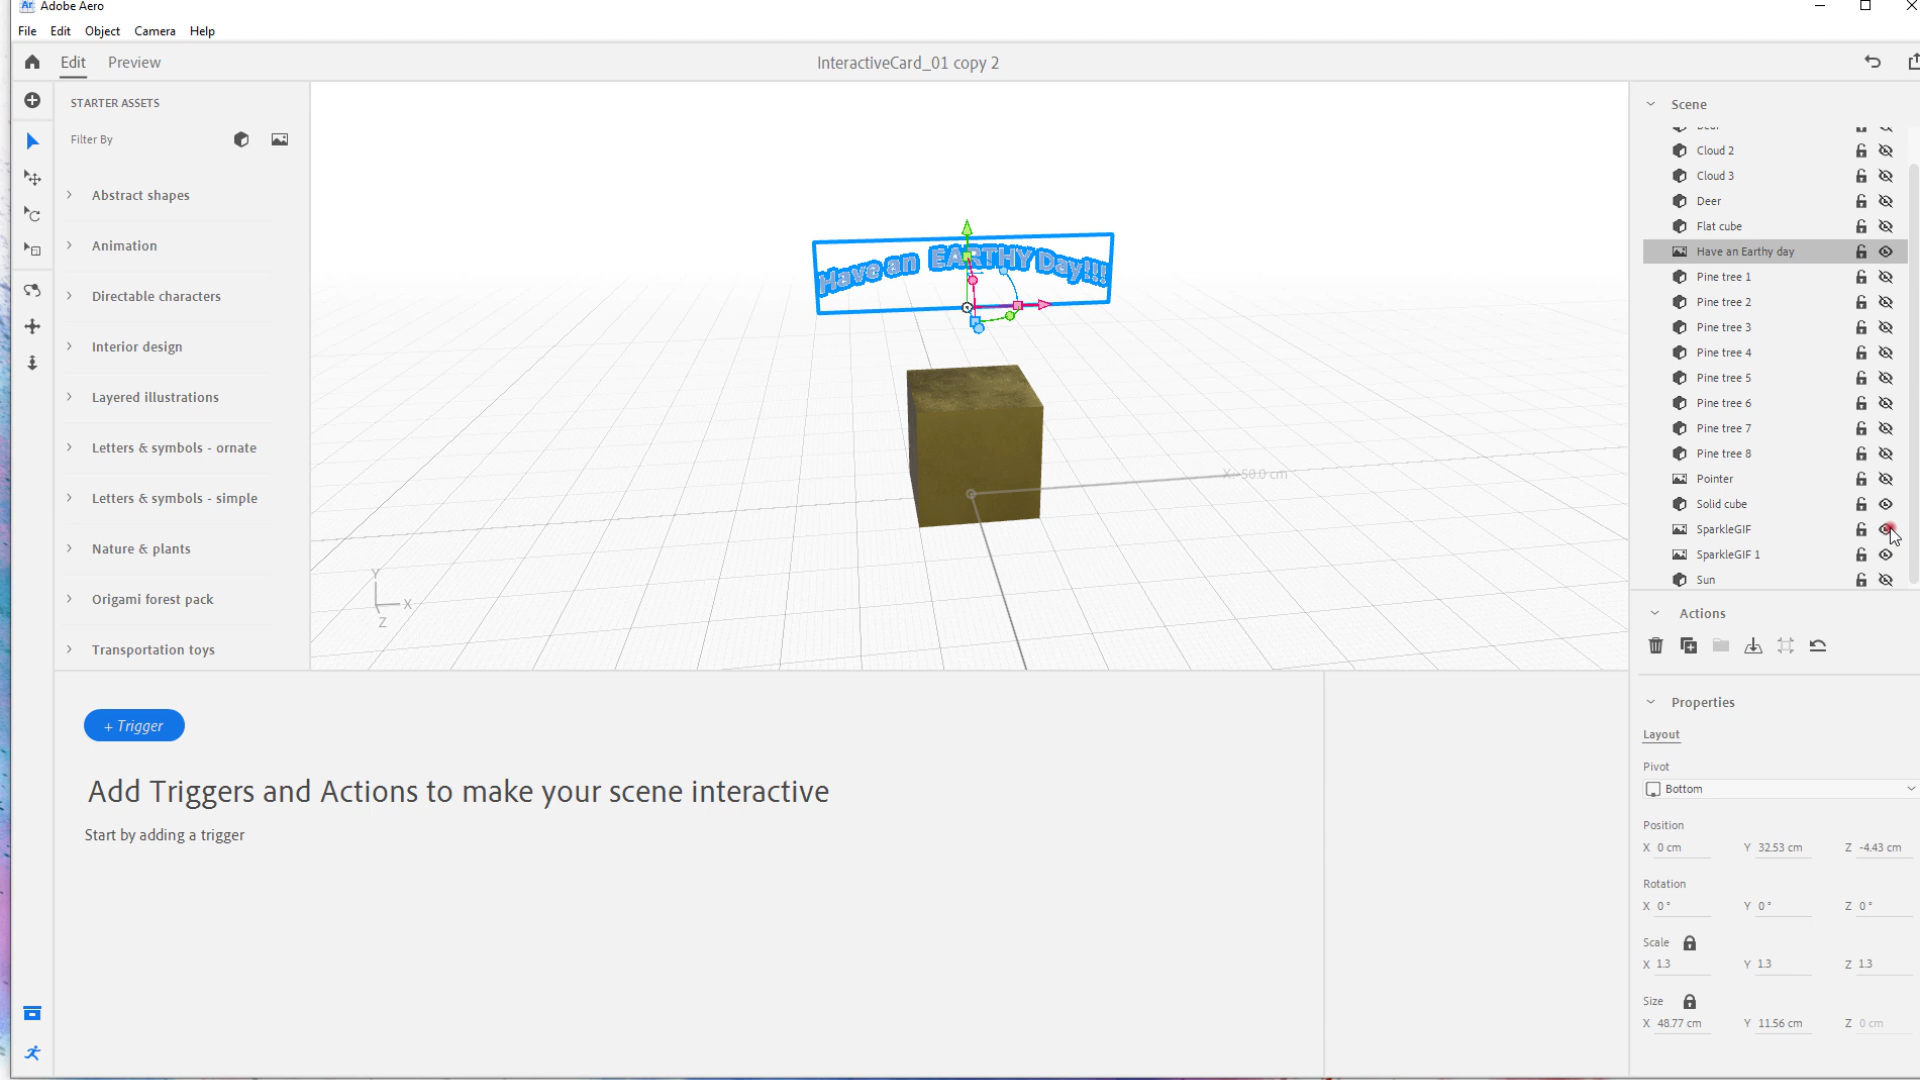 Ar Adobe Aero
File Edit Object Camera Help
Edit Preview InteractiveCard_01 copy 2
STARTER ASSETS
Filter By
Abstract shapes
Animation
Directable characters
Interior design
Layered illustrations
Letters & symbols - ornate
Letters & symbols - simple
Nature & plants
Origami forest pack
Transportation toys
Have an EARTHY Day!!!
X: -50.0 cm
Y
X
Z
Scene
Deer
Cloud 2
Cloud 3
Deer
Flat cube
Have an Earthy day
Pine tree 1
Pine tree 2
Pine tree 3
Pine tree 4
Pine tree 5
Pine tree 6
Pine tree 7
Pine tree 8
Pointer
Solid cube
SparkleGIF
SparkleGIF 1
Sun
Actions
Properties
Layout
Pivot
Bottom
Position
X 0 cm Y 32.53 cm Z -4.43 cm
Rotation
X 0° Y 0° Z 0°
Scale
X 1.3 Y 1.3 Z 1.3
Size
X 48.77 cm Y 11.56 cm Z 0 cm
+ Trigger
Add Triggers and Actions to make your scene interactive
Start by adding a trigger